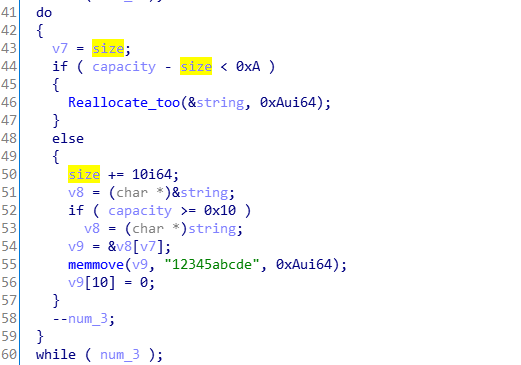 41 do
42 {
43 v7 = size;
44 if ( capacity - size < 0xA )
45 {
46 Reallocate_too(&string, 0xAui64);
47 }
48 else
49 {
50 size += 10i64;
51 v8 = (char *)&string;
52 if ( capacity >= 0x10 )
53 v8 = (char *)string;
54 v9 = &v8[v7];
55 memmove(v9, "12345abcde", 0xAui64);
56 v9[10] = 0;
57 }
58 --num_3;
59 }
60 while ( num_3 );